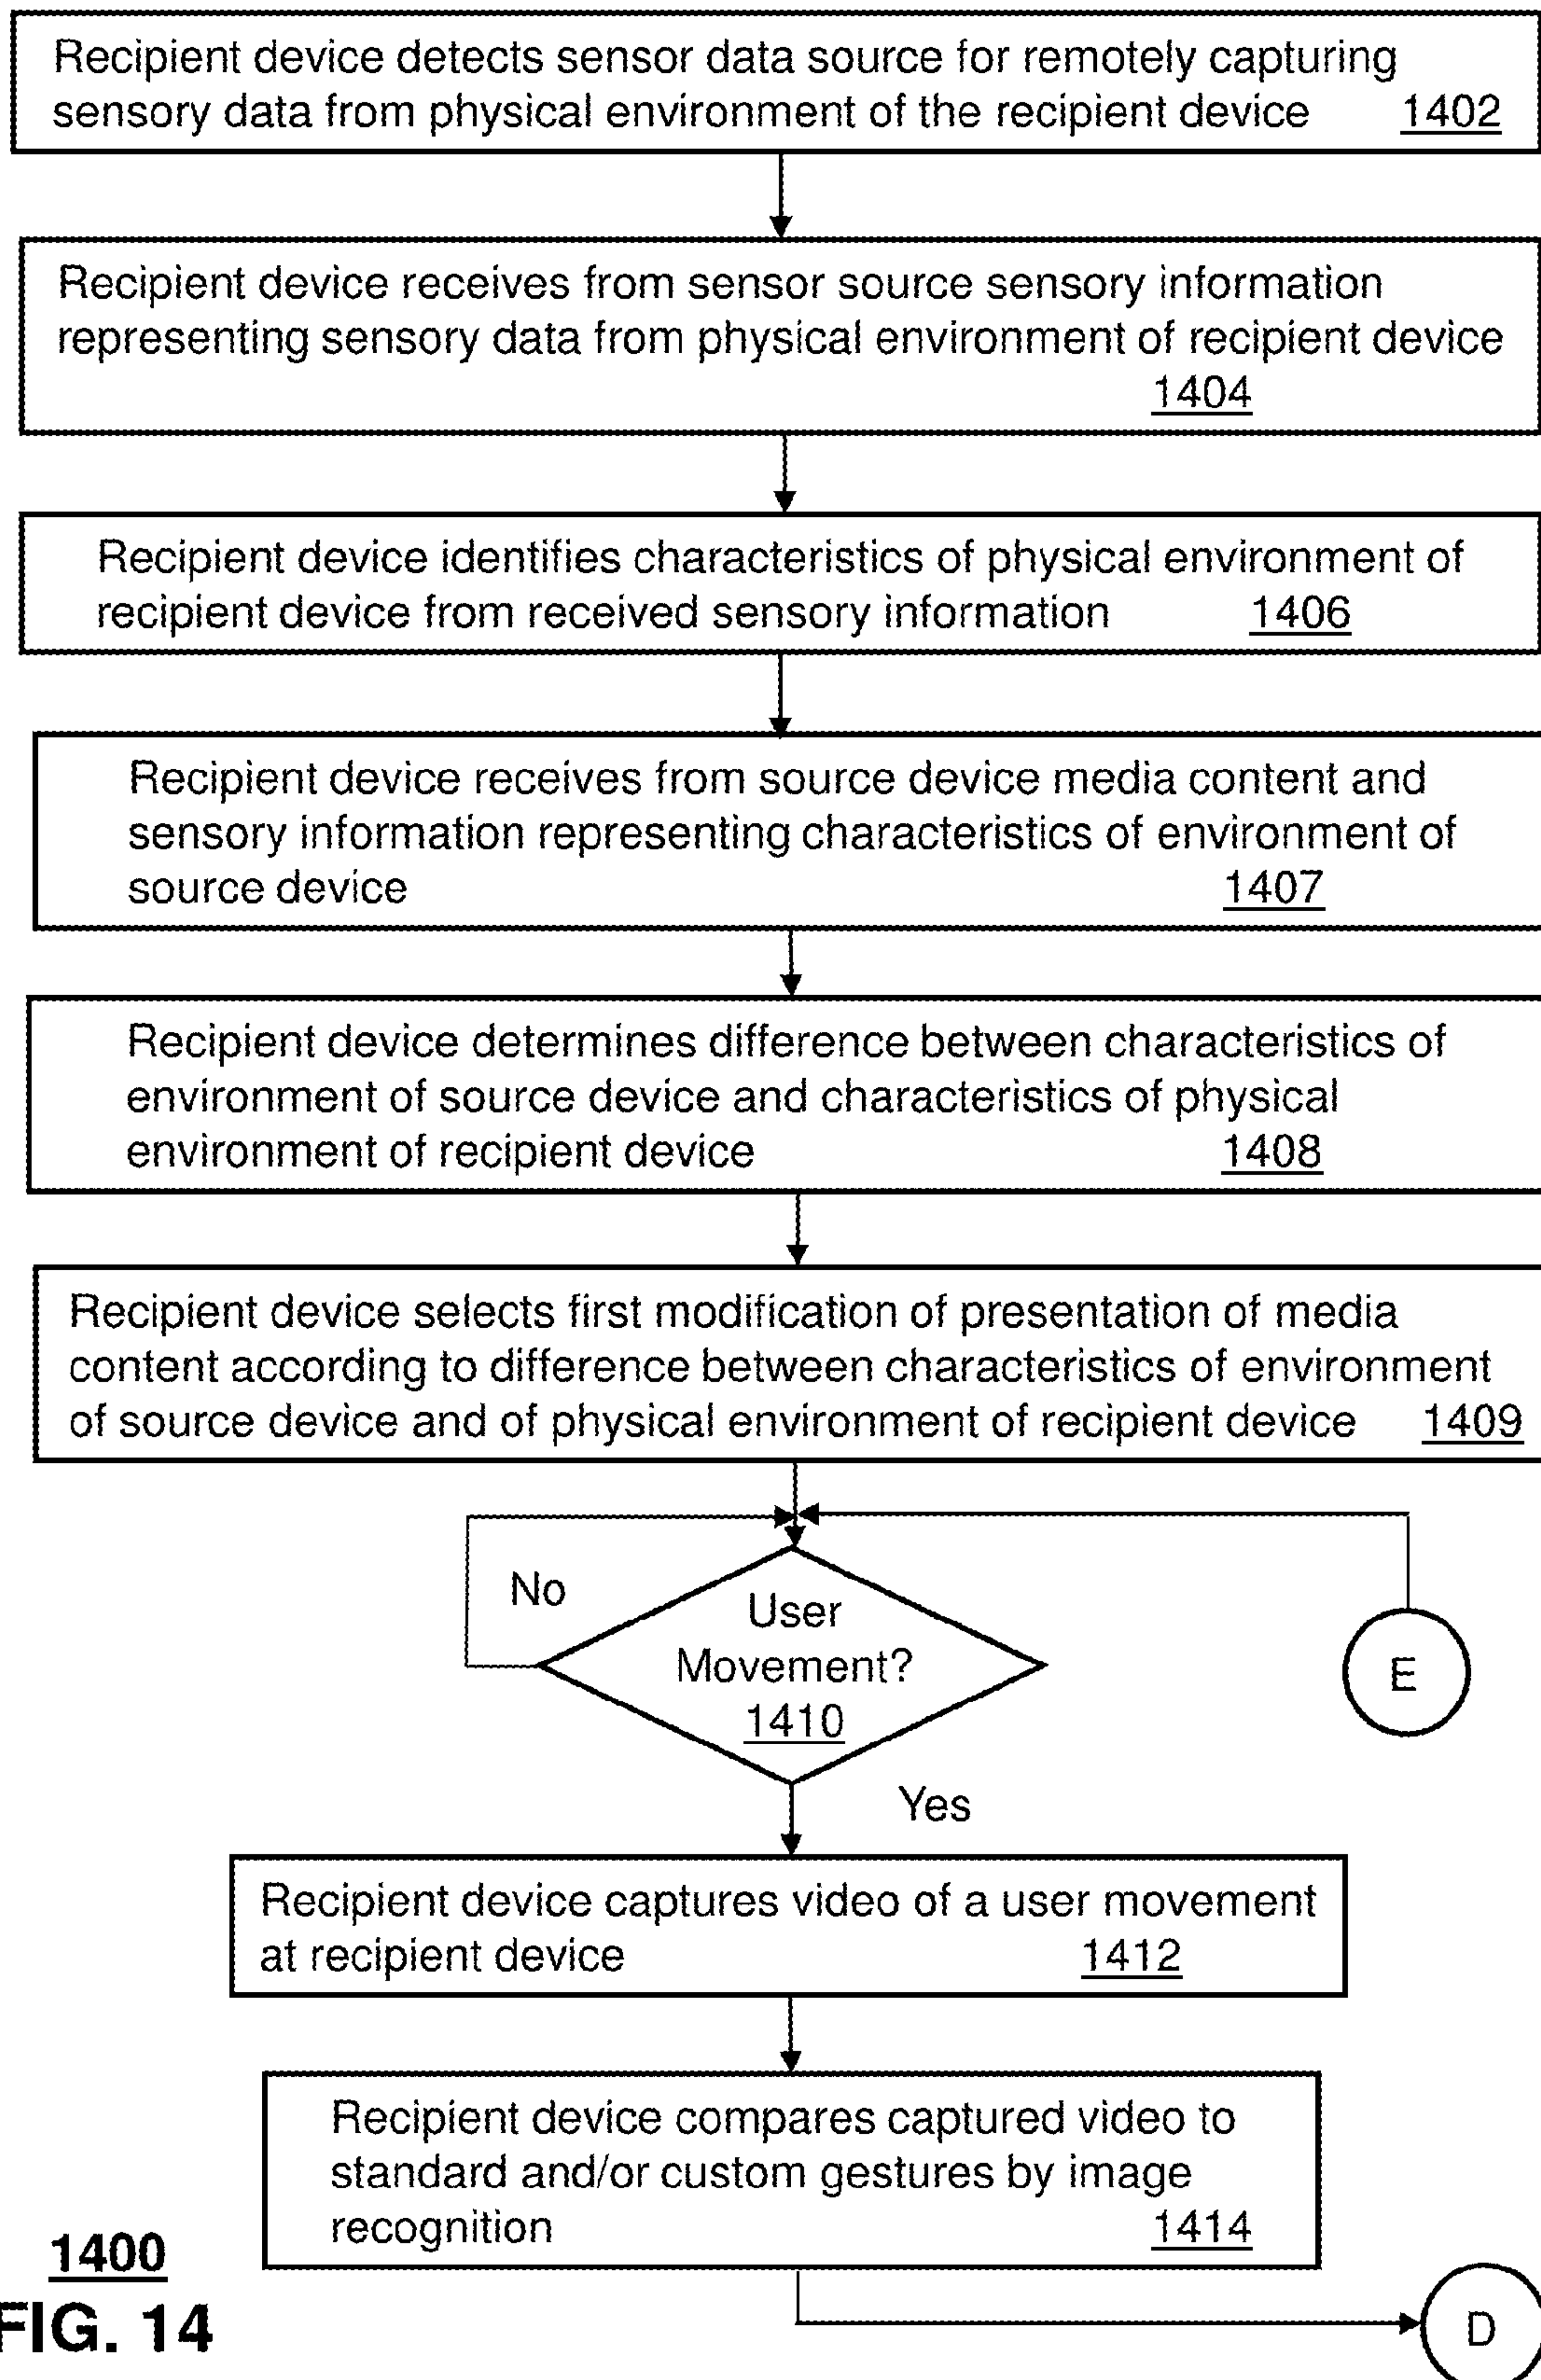 Recipient device detects sensor data source for remotely capturing
sensory data from physical environment of the recipient device 1402
Recipient device receives from sensor source sensory information
representing sensory data from physical environment of recipient device
1404
Recipient device identifies characteristics of physical environment of
recipient device from received sensory information 1406
Recipient device receives from source device media content and
sensory information representing characteristics of environment of
source device 1407
Recipient device determines difference between characteristics of
environment of source device and characteristics of physical
environment of recipient device 1408
Recipient device selects first modification of presentation of media
content according to difference between characteristics of environment
of source device and of physical environment of recipient device 1409
No
User
Movement?
1410
E
Yes
Recipient device captures video of a user movement
at recipient device 1412
Recipient device compares captured video to
standard and/or custom gestures by image
recognition 1414
1400
FIG. 14
D